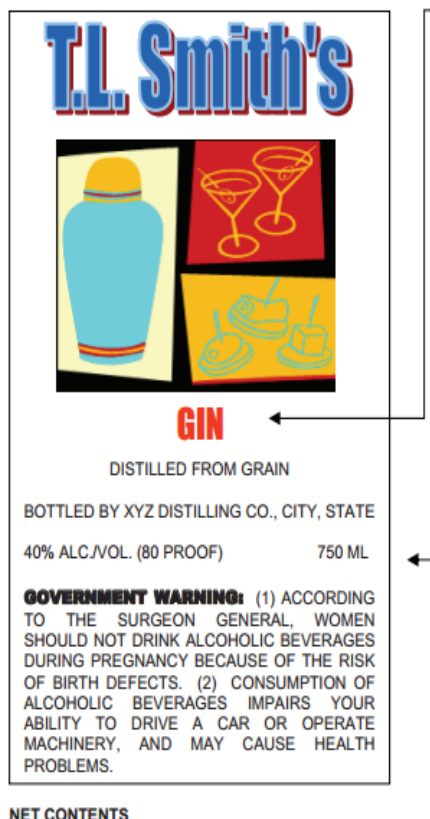 T.L. Smith's
GIN
DISTILLED FROM GRAIN
BOTTLED BY XYZ DISTILLING CO., CITY, STATE
40% ALC./VOL. (80 PROOF) 750 ML
GOVERNMENT WARNING: (1) ACCORDING
TO THE SURGEON GENERAL, WOMEN
SHOULD NOT DRINK ALCOHOLIC BEVERAGES
DURING PREGNANCY BECAUSE OF THE RISK
OF BIRTH DEFECTS. (2) CONSUMPTION OF
ALCOHOLIC BEVERAGES IMPAIRS YOUR
ABILITY TO DRIVE A CAR OR OPERATE
MACHINERY, AND MAY CAUSE HEALTH
PROBLEMS.
NET CONTENTS